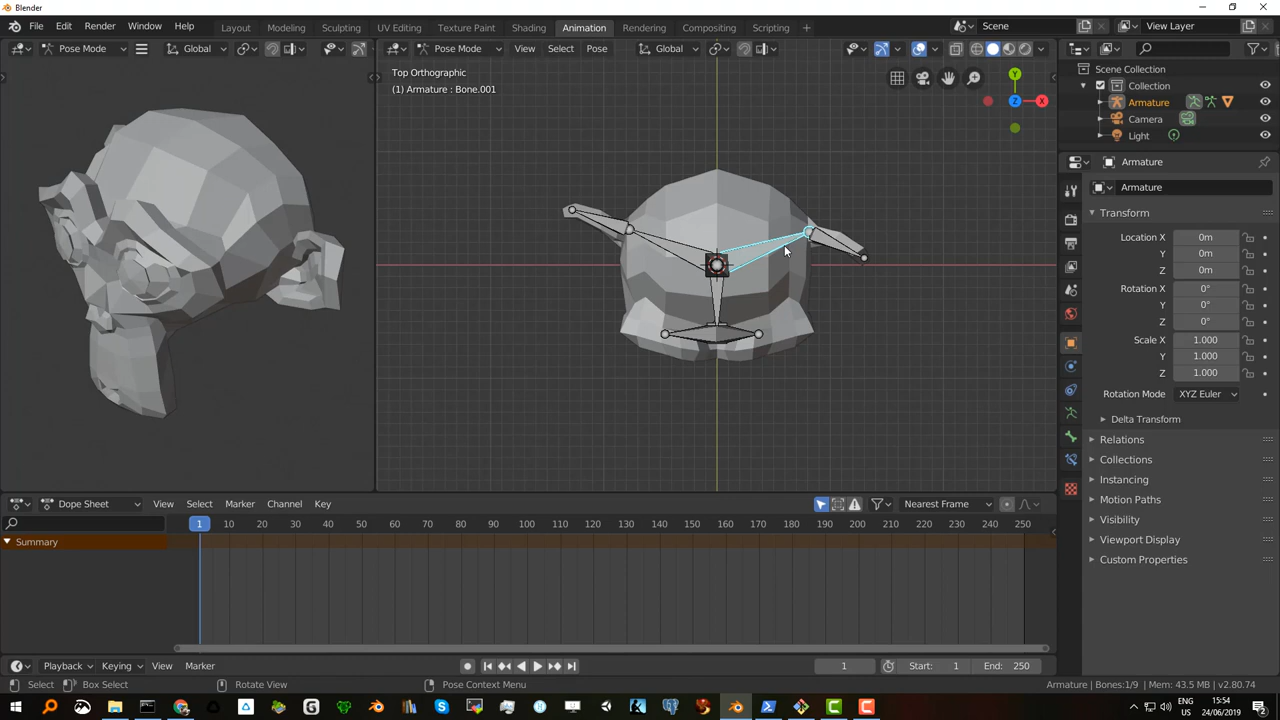 Blender
File Edit Render Window Help Layout Modeling Sculpting UV Editing Texture Paint Shading Animation Rendering Compositing Scripting + Scene View Layer
Pose Mode Global Pose Mode View Select Pose Global
Top Orthographic
(1) Armature : Bone.001
Y
Z X
Scene Collection
Collection
Armature
Camera
Light
Armature
Armature
Transform
Location X 0m
Y 0m
Z 0m
Rotation X 0°
Y 0°
Z 0°
Scale X 1.000
Y 1.000
Z 1.000
Rotation Mode XYZ Euler
Delta Transform
Relations
Collections
Instancing
Motion Paths
Visibility
Viewport Display
Custom Properties
Dope Sheet View Select Marker Channel Key Nearest Frame
1 10 20 30 40 50 60 70 80 90 100 110 120 130 140 150 160 170 180 190 200 210 220 230 240 250
Summary
Playback Keying View Marker 1 Start: 1 End: 250
Select Box Select Rotate View Pose Context Menu Armature | Bones:1/9 | Mem: 43.5 MB | v2.80.74
ENG
POR
15:54
24/06/2019